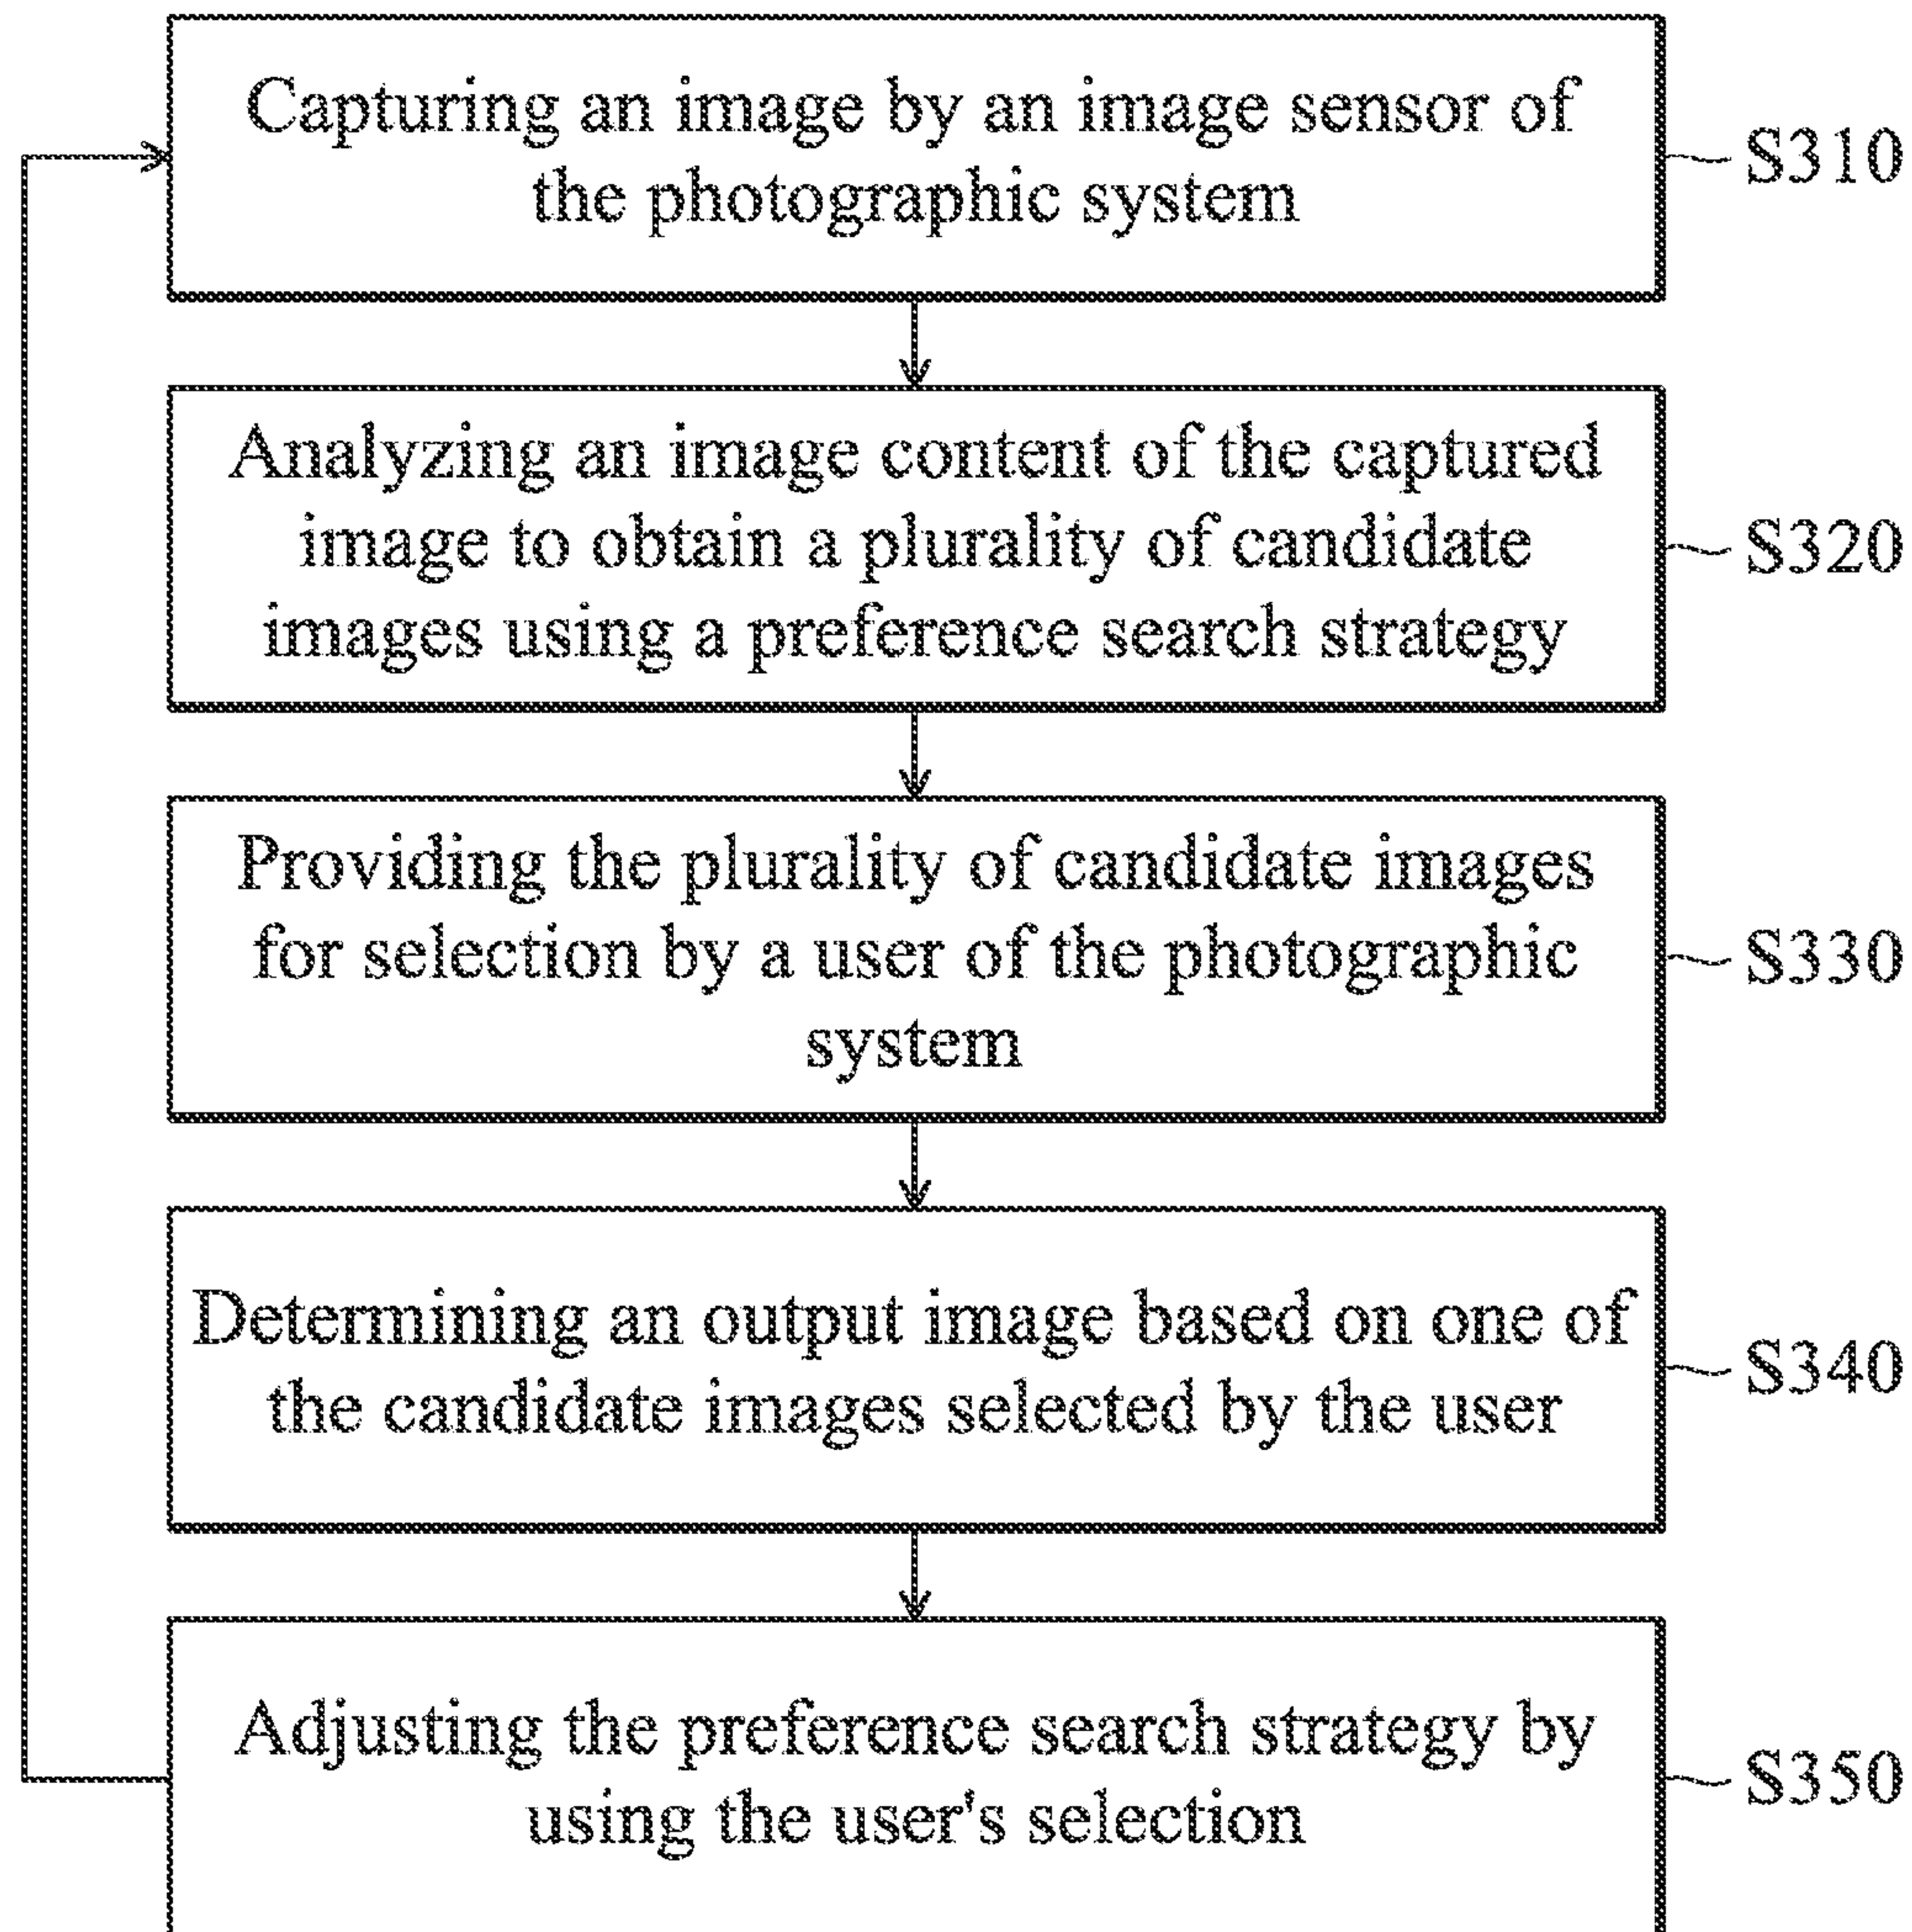 Capturing an image by an image sensor of
the photographic system
S310
Analyzing an image content of the captured
image to obtain a plurality of candidate
images using a preference search strategy
S320
Providing the plurality of candidate images
for selection by a user of the photographic
system
S330
Determining an output image based on one of
the candidate images selected by the user
S340
Adjusting the preference search strategy by
using the user's selection
S350